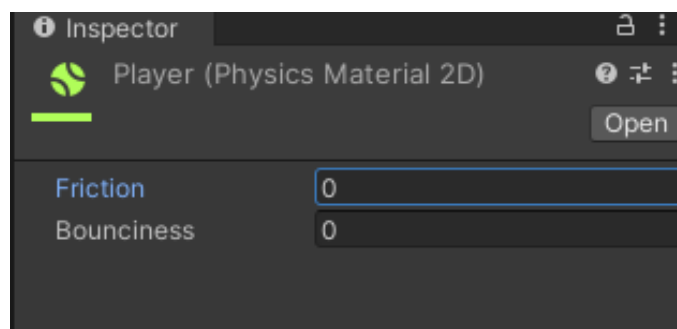 Inspector
Player (Physics Material 2D)
Open
Friction 0
Bounciness 0